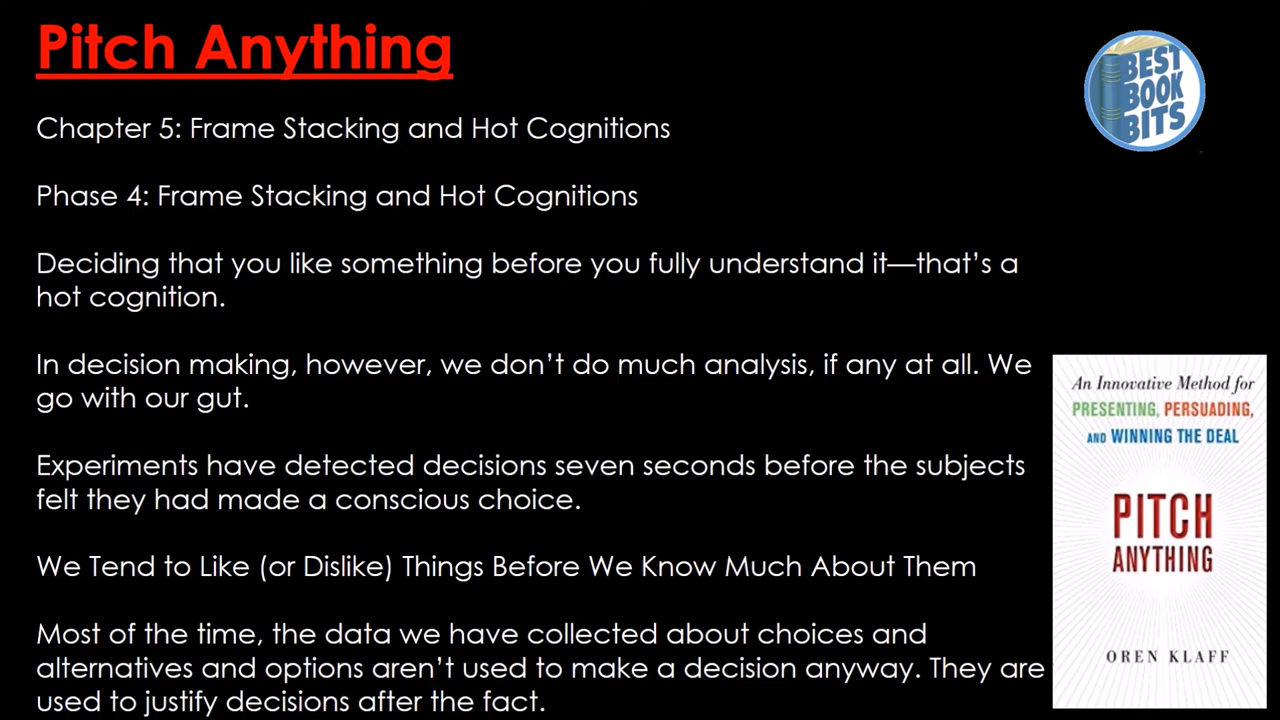 Pitch Anything
BEST
BOOK
BITS
Chapter 5: Frame Stacking and Hot Cognitions
Phase 4: Frame Stacking and Hot Cognitions
Deciding that you like something before you fully understand it—that’s a
hot cognition.
In decision making, however, we don’t do much analysis, if any at all. We
go with our gut.
Experiments have detected decisions seven seconds before the subjects
felt they had made a conscious choice.
We Tend to Like (or Dislike) Things Before We Know Much About Them
Most of the time, the data we have collected about choices and
alternatives and options aren’t used to make a decision anyway. They are
used to justify decisions after the fact.
An Innovative Method for
PRESENTING, PERSUADING,
AND WINNING THE DEAL
PITCH
ANYTHING
OREN KLAFF